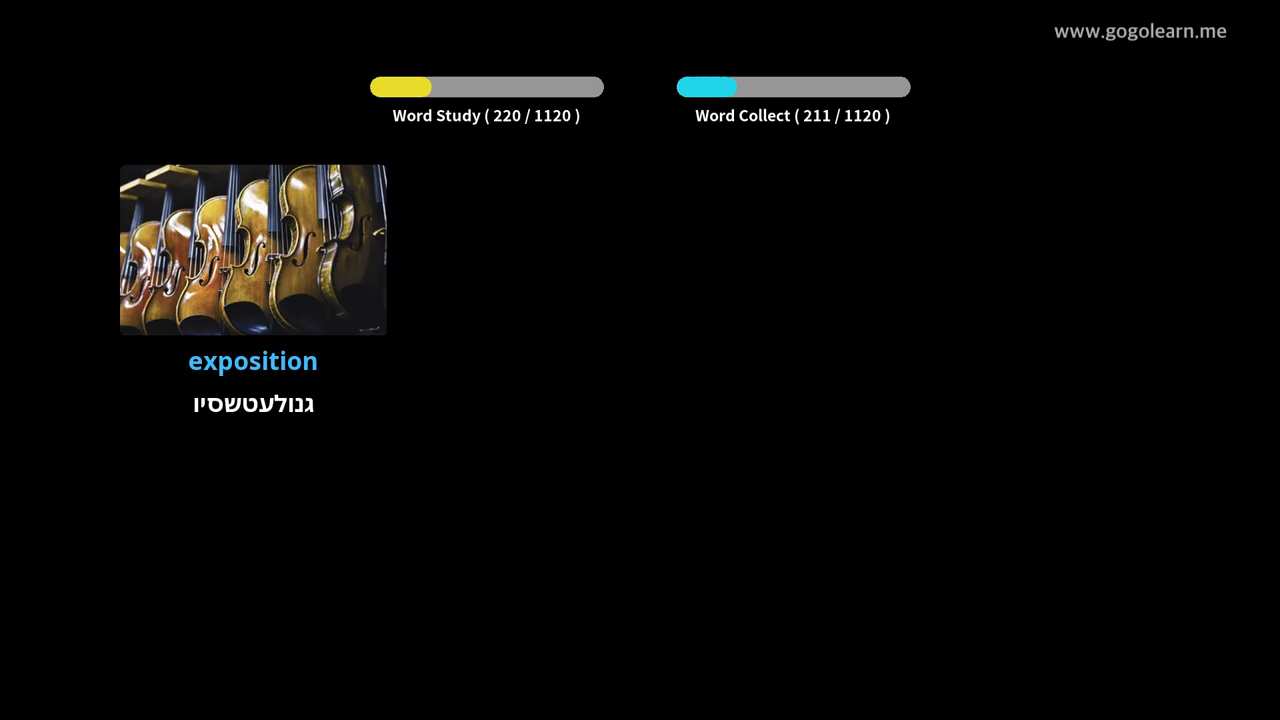 www.gogolearn.me
Word Study ( 220 / 1120 )
Word Collect ( 211 / 1120 )
exposition
גנולעטשסיו